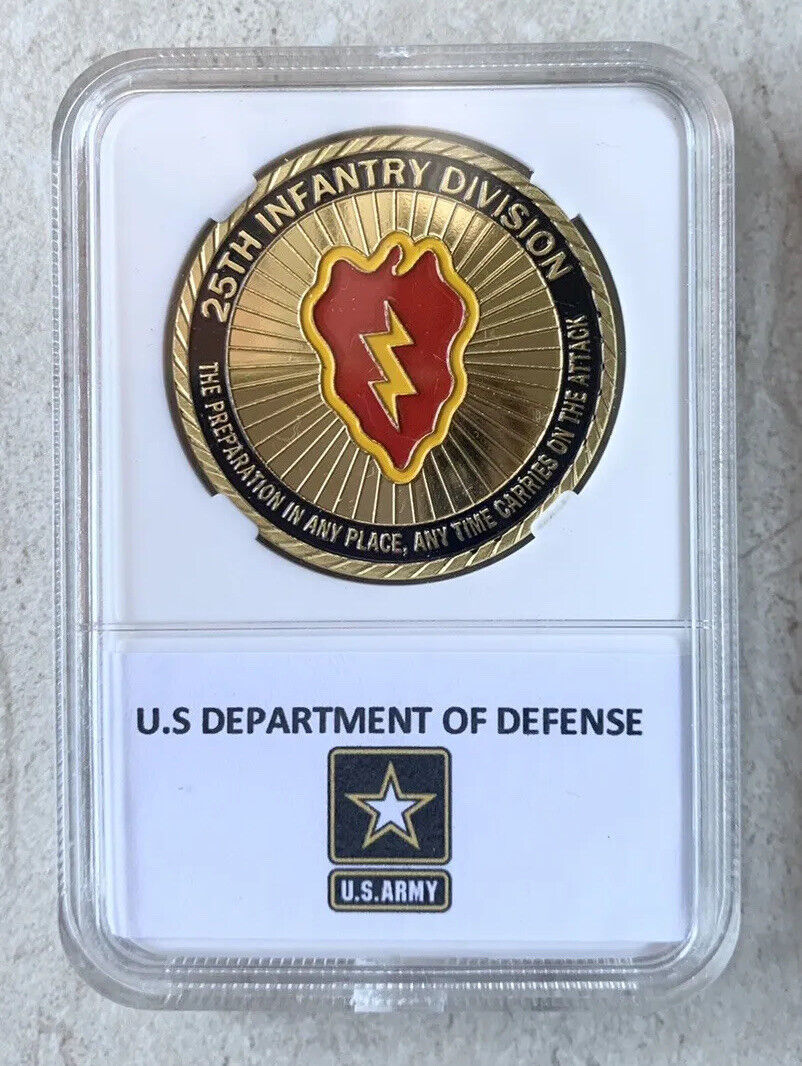 25TH INFANTRY DIVISION
THE PREPARATION IN ANY PLACE, ANY TIME CARRIES ON THE ATTACK
U.S DEPARTMENT OF DEFENSE
U.S.ARMY